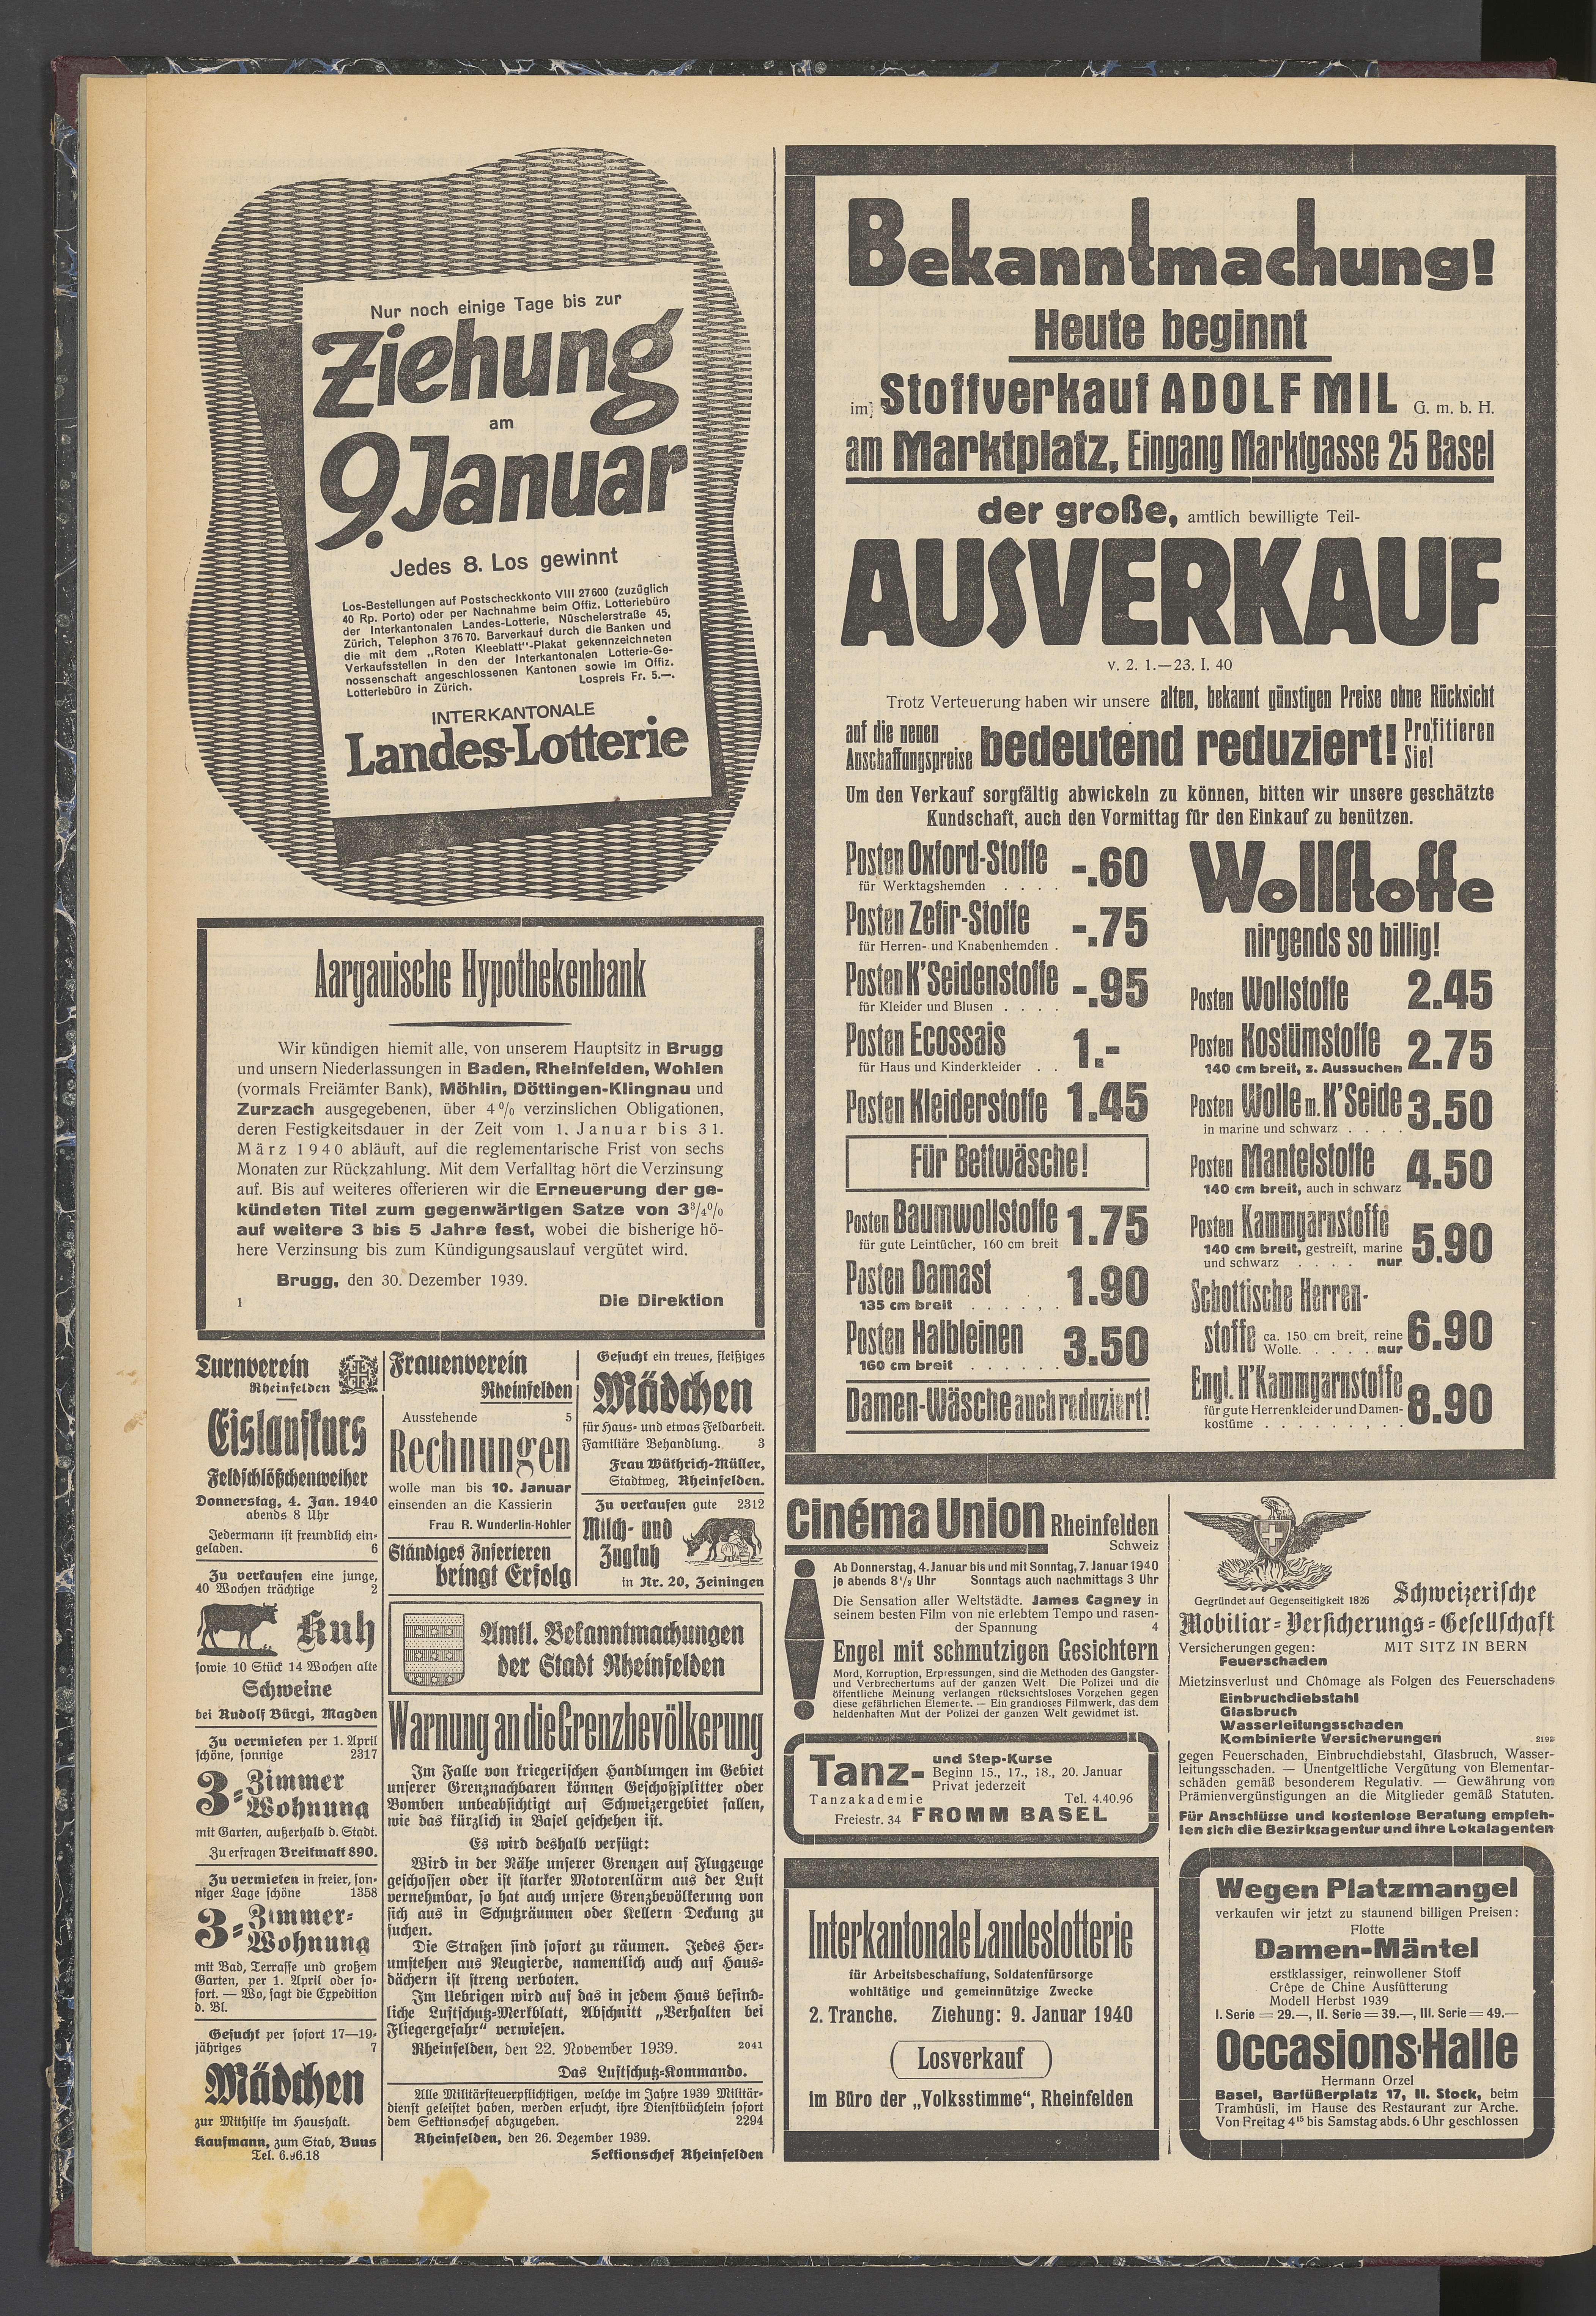 Nur noch einige Tage bis zur
Ziehung
am
9. Januar
Jedes 8. Los gewinnt
Los-Bestellungen auf Postscheckkonto VIII 27600 (zuzüglich
40 Rp. Porto) oder per Nachnahme beim Offiz. Lotteriebüro
der Interkantonalen Landes-Lotterie, Nüschelerstraße 45,
Zürich, Telephon 3 76 70. Barverkauf durch die Banken und
die mit dem „Roten Kleeblatt"-Plakat gekennzeichneten
Verkaufsstellen in den der Interkantonalen Lotterie-Ge-
nossenschaft angeschlossenen Kantonen sowie im Offiz.
Lotteriebüro in Zürich. Lospreis Fr. 5.—.
INTERKANTONALE
Landes-Lotterie
Aargauische Hypothekenbank
Wir kündigen hiemit alle, von unserem Hauptsitz in Brugg
und unsern Niederlassungen in Baden, Rheinfelden, Wohlen
(vormals Freiämter Bank), Möhlin, Döttingen-Klingnau und
Zurzach ausgegebenen, über 4% verzinslichen Obligationen,
deren Festigkeitsdauer in der Zeit vom 1. Januar bis 31.
März 1940 abläuft, auf die reglementarische Frist von sechs
Monaten zur Rückzahlung. Mit dem Verfalltag hört die Verzinsung
auf. Bis auf weiteres offerieren wir die Erneuerung der ge-
kündeten Titel zum gegenwärtigen Satze von 3¾%
auf weitere 3 bis 5 Jahre fest, wobei die bisherige hö-
here Verzinsung bis zum Kündigungsauslauf vergütet wird.
Brugg, den 30. Dezember 1939.
1 Die Direktion
Turnverein
Rheinfelden
Eislaufkurs
Feldschlößchenweiher
Donnerstag, 4. Jan. 1940
abends 8 Uhr
Jedermann ist freundlich ein-
geladen. 6
Zu verkaufen eine junge,
40 Wochen trächtige 2
Kuh
sowie 10 Stück 14 Wochen alte
Schweine
bei Rudolf Bürgi, Magden
Zu vermieten per 1. April
schöne, sonnige 2317
3-Zimmer
Wohnung
mit Garten, außerhalb d. Stadt.
Zu erfragen Breitmatt 890.
Zu vermieten in freier, son-
niger Lage schöne 1358
3-Zimmer-
Wohnung
mit Bad, Terrasse und großem
Garten, per 1. April oder so-
fort. — Wo, sagt die Expedition
d. Bl.
Gesucht per sofort 17—19-
jähriges 7
Mädchen
zur Mithilfe im Haushalt.
Kaufmann, zum Stab, Buus
Tel. 6.96.18
Frauenverein
Rheinfelden
Ausstehende 5
Rechnungen
wolle man bis 10. Januar
einsenden an die Kassierin
Frau R. Wunderlin-Hohler
Ständiges Inserieren
bringt Erfolg
Gesucht ein treues, fleißiges
Mädchen
für Haus- und etwas Feldarbeit.
Familiäre Behandlung. 3
Frau Wüthrich-Müller,
Stadtweg, Rheinfelden.
Zu verkaufen gute 2312
Milch- und
Zugkuh
in Nr. 20, Zeiningen
Amtl. Bekanntmachungen
der Stadt Rheinfelden
Warnung an die Grenzbevölkerung
Im Falle von kriegerischen Handlungen im Gebiet
unserer Grenznachbaren können Geschoßsplitter oder
Bomben unbeabsichtigt auf Schweizergebiet fallen,
wie das kürzlich in Basel geschehen ist.
Es wird deshalb verfügt:
Wird in der Nähe unserer Grenzen auf Flugzeuge
geschossen oder ist starker Motorenlärm aus der Luft
vernehmbar, so hat auch unsere Grenzbevölkerung von
sich aus in Schutzräumen oder Kellern Deckung zu
suchen.
Die Straßen sind sofort zu räumen. Jedes Her-
umstehen aus Neugierde, namentlich auch auf Haus-
dächern ist streng verboten.
Im Uebrigen wird auf das in jedem Haus befind-
liche Luftschutz-Merkblatt, Abschnitt „Verhalten bei
Fliegergefahr" verwiesen.
Rheinfelden, den 22. November 1939. 2041
Das Luftschutz-Kommando.
Alle Militärsteuerpflichtigen, welche im Jahre 1939 Militär-
dienst geleistet haben, werden ersucht, ihre Dienstbüchlein sofort
dem Sektionschef abzugeben. 2294
Rheinfelden, den 26. Dezember 1939.
Sektionschef Rheinfelden
Bekanntmachung!
Heute beginnt
im Stoffverkauf ADOLF MIL G. m. b. H.
am Marktplatz, Eingang Marktgasse 25 Basel
der große, amtlich bewilligte Teil-
AUSVERKAUF
v. 2. 1.—23. I. 40
Trotz Verteuerung haben wir unsere alten, bekannt günstigen Preise ohne Rücksicht
auf die neuen
Anschaffungspreise bedeutend reduziert! Profitieren
Sie!
Um den Verkauf sorgfältig abwickeln zu können, bitten wir unsere geschätzte
Kundschaft, auch den Vormittag für den Einkauf zu benützen.
Posten Oxford-Stoffe -.60
für Werktagshemden . . . .
Posten Zefir-Stoffe -.75
für Herren- und Knabenhemden .
Posten K'Seidenstoffe -.95
für Kleider und Blusen . . . .
Posten Ecossais 1.-
für Haus und Kinderkleider . .
Posten Kleiderstoffe 1.45
Für Bettwäsche!
Posten Baumwollstoffe 1.75
für gute Leintücher, 160 cm breit
Posten Damast 1.90
135 cm breit . . . . . .
Posten Halbleinen 3.50
160 cm breit . . . . . .
Damen-Wäsche auch reduziert!
Wollstoffe
nirgends so billig!
Posten Wollstoffe 2.45
Posten Kostümstoffe 2.75
140 cm breit, z. Aussuchen
Posten Wolle m. K'Seide 3.50
in marine und schwarz . . . .
Posten Mantelstoffe 4.50
140 cm breit, auch in schwarz
Posten Kammgarnstoffe 5.90
140 cm breit, gestreift, marine
und schwarz . . . . nur
Schottische Herren-
stoffe ca. 150 cm breit, reine 6.90
Wolle. . . . . nur
Engl. H'Kammgarnstoffe 8.90
für gute Herrenkleider und Damen-
kostüme . . . . . . . .
Cinéma Union Rheinfelden
Schweiz
Ab Donnerstag, 4. Januar bis und mit Sonntag, 7. Januar 1940
je abends 8½ Uhr Sonntags auch nachmittags 3 Uhr
Die Sensation aller Weltstädte. James Cagney in
seinem besten Film von nie erlebtem Tempo und rasen-
der Spannung 4
Engel mit schmutzigen Gesichtern
Mord, Korruption, Erpressungen, sind die Methoden des Gangster-
und Verbrechertums auf der ganzen Welt Die Polizei und die
öffentliche Meinung verlangen rücksichtsloses Vorgehen gegen
diese gefährlichen Elemente. — Ein grandioses Filmwerk, das dem
heldenhaften Mut der Polizei der ganzen Welt gewidmet ist.
Tanz- und Step-Kurse
Beginn 15., 17., 18., 20. Januar
Privat jederzeit
Tanzakademie Tel. 4.40.96
Freiestr. 34 FROMM BASEL
Interkantonale Landeslotterie
für Arbeitsbeschaffung, Soldatenfürsorge
wohltätige und gemeinnützige Zwecke
2. Tranche. Ziehung: 9. Januar 1940
Losverkauf
im Büro der „Volksstimme", Rheinfelden
Gegründet auf Gegenseitigkeit 1826
Schweizerische
Mobiliar-Versicherungs-Gesellschaft
Versicherungen gegen: MIT SITZ IN BERN
Feuerschaden
Mietzinsverlust und Chômage als Folgen des Feuerschadens
Einbruchdiebstahl
Glasbruch
Wasserleitungsschaden
Kombinierte Versicherungen 2192
gegen Feuerschaden, Einbruchdiebstahl, Glasbruch, Wasser-
leitungsschaden. — Unentgeltliche Vergütung von Elementar-
schäden gemäß besonderem Regulativ. — Gewährung von
Prämienvergünstigungen an die Mitglieder gemäß Statuten.
Für Anschlüsse und kostenlose Beratung empfeh-
len sich die Bezirksagentur und ihre Lokalagenten
Wegen Platzmangel
verkaufen wir jetzt zu staunend billigen Preisen:
Flotte
Damen-Mäntel
erstklassiger, reinwollener Stoff
Crêpe de Chine Ausfütterung
Modell Herbst 1939
I. Serie = 29.—, II. Serie = 39.—, III. Serie = 49.—
Occasions-Halle
Hermann Orzel
Basel, Barfüßerplatz 17, II. Stock, beim
Tramhüsli, im Hause des Restaurant zur Arche.
Von Freitag 4¹⁵ bis Samstag abds. 6 Uhr geschlossen